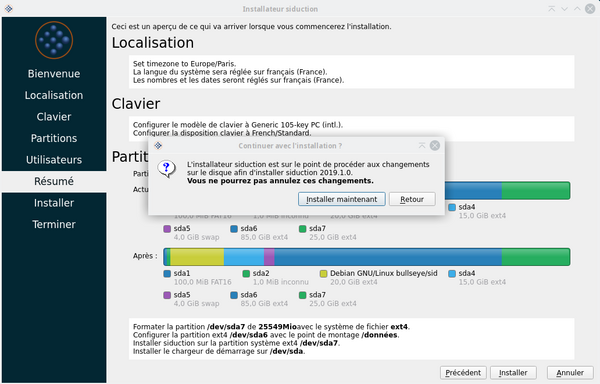 Installateur siduction
Ceci est un aperçu de ce qui va arriver lorsque vous commencerez l'installation.
Localisation
Set timezone to Europe/Paris.
La langue du système sera réglée sur français (France).
Les nombres et les dates seront réglés sur français (France).
Clavier
Configurer le modèle de clavier à Generic 105-key PC (intl.).
Configurer la disposition clavier à French/Standard.
Bienvenue
Localisation
Clavier
Partitions
Utilisateurs
Résumé
Installer
Terminer
Continuer avec l'installation ?
L'installateur siduction est sur le point de procéder aux changements
sur le disque afin d'installer siduction 2019.1.0.
Vous ne pourrez pas annulez ces changements.
Installer maintenant
Retour
Partit
Parti
Actu
sda4
100.0 MiB FAT16 1.0 MiB inconnu 20.0 GiB ext4 15.0 GiB ext4
sda5 sda6 sda7
4.0 GiB swap 85.0 GiB ext4 25.0 GiB ext4
Après :
sda1 sda2 Debian GNU/Linux bullseye/sid sda4
100.0 MiB FAT16 1.0 MiB inconnu 20.0 GiB ext4 15.0 GiB ext4
sda5 sda6 sda7
4.0 GiB swap 85.0 GiB ext4 25.0 GiB ext4
Formater la partition /dev/sda7 de 25549Mioavec le système de fichier ext4.
Configurer la partition ext4 /dev/sda6 avec le point de montage /données.
Installer siduction sur la partition système ext4 /dev/sda7.
Installer le chargeur de démarrage sur /dev/sda.
Précédent
Installer
Annuler